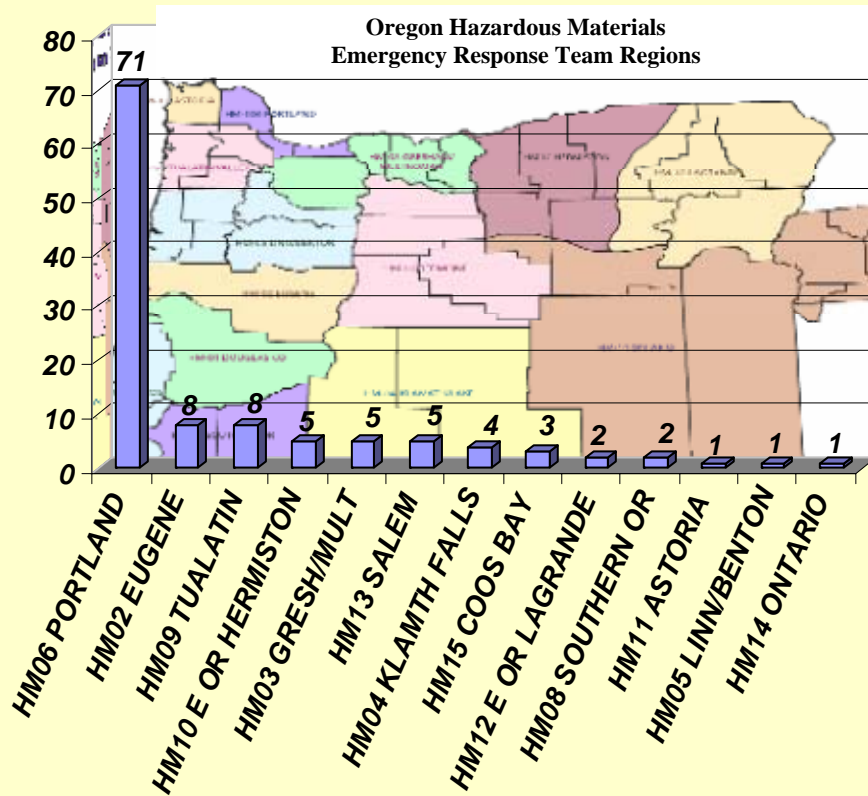 Oregon Hazardous Materials
Emergency Response Team Regions
80
70
60
50
40
30
20
10
0
71
8
8
5
5
5
4
3
2
2
1
1
1
HM06 PORTLAND
HM02 EUGENE
HM09 TUALATIN
HM10 E OR HERMISTON
HM03 GRESH/MULT
HM13 SALEM
HM04 KLAMTH FALLS
HM15 COOS BAY
HM12 E OR LAGRANDE
HM08 SOUTHERN OR
HM11 ASTORIA
HM05 LINN/BENTON
HM14 ONTARIO